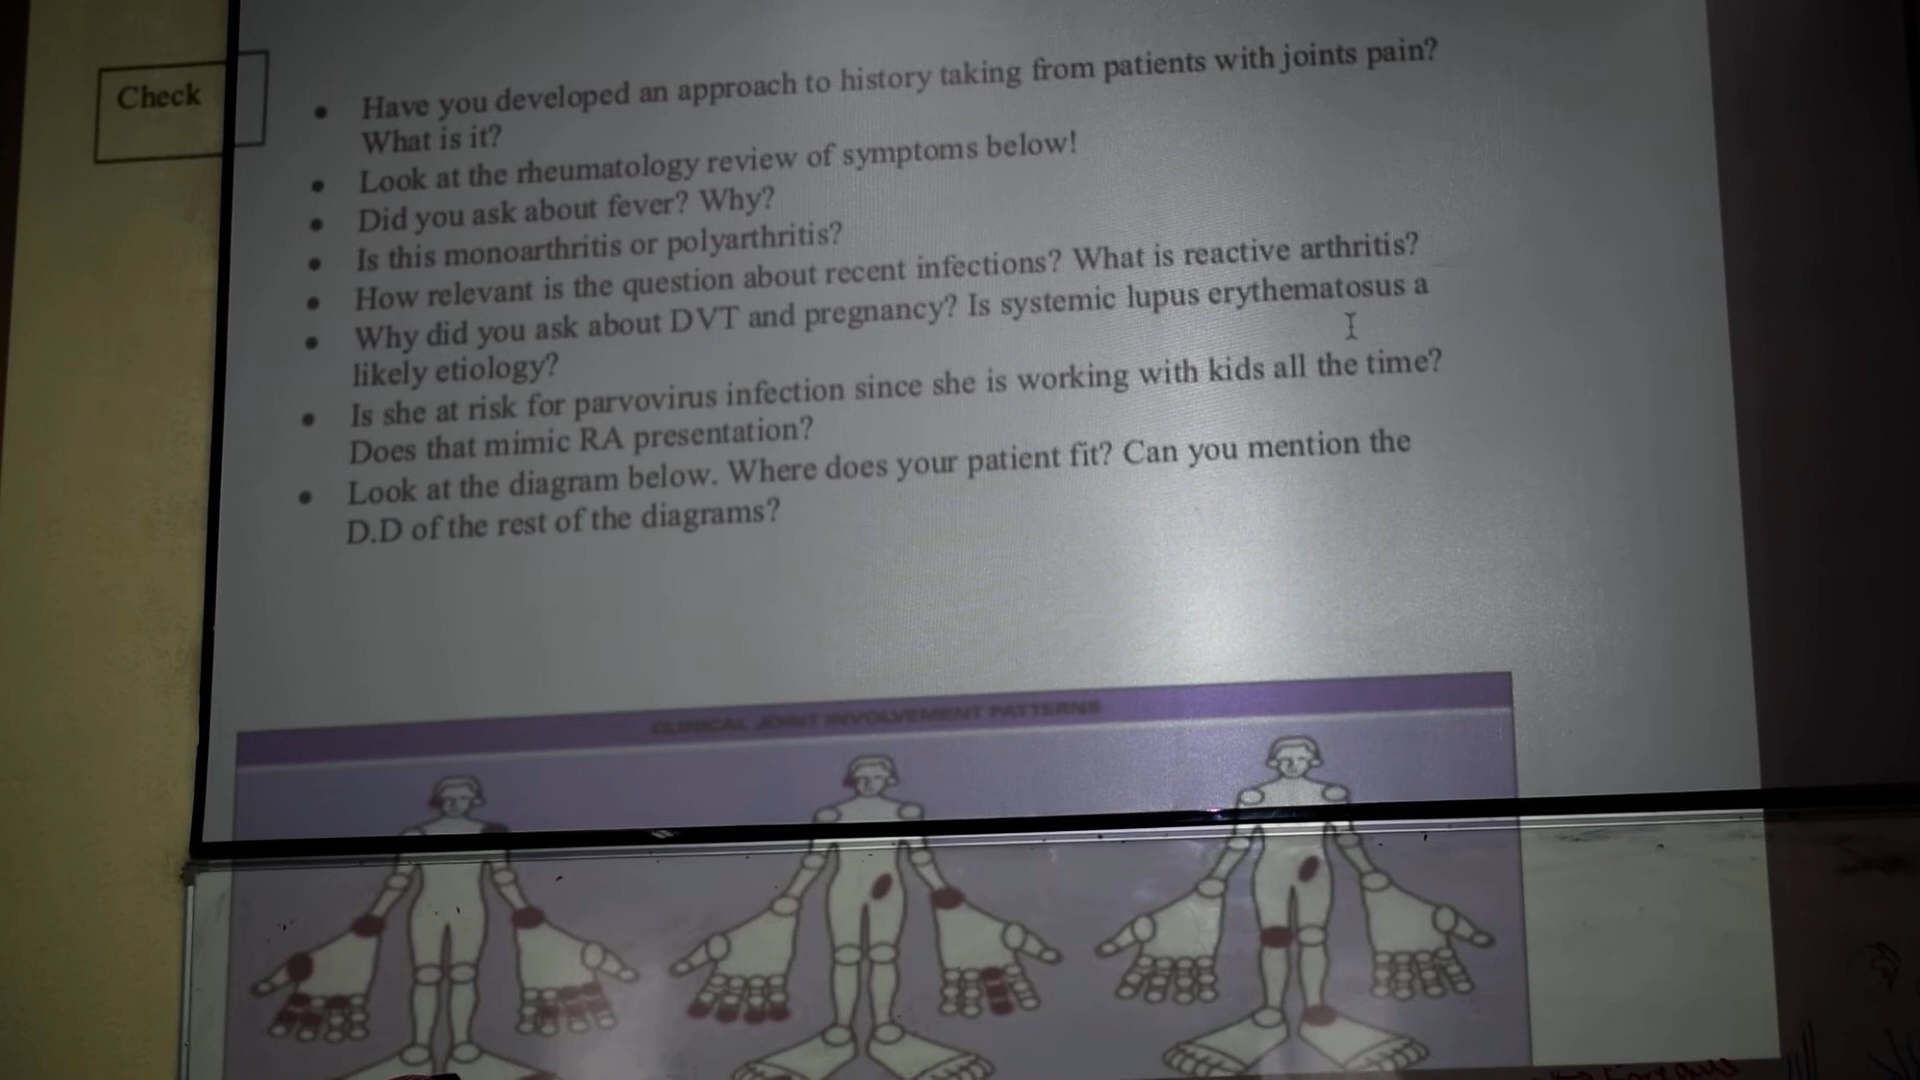 Check
• Have you developed an approach to history taking from patients with joints pain?
What is it?
• Look at the rheumatology review of symptoms below!
• Did you ask about fever? Why?
• Is this monoarthritis or polyarthritis?
• How relevant is the question about recent infections? What is reactive arthritis?
• Why did you ask about DVT and pregnancy? Is systemic lupus erythematosus a
likely etiology?
• Is she at risk for parvovirus infection since she is working with kids all the time?
Does that mimic RA presentation?
• Look at the diagram below. Where does your patient fit? Can you mention the
D.D of the rest of the diagrams?
CLINICAL JOINT INVOLVEMENT PATTERNS